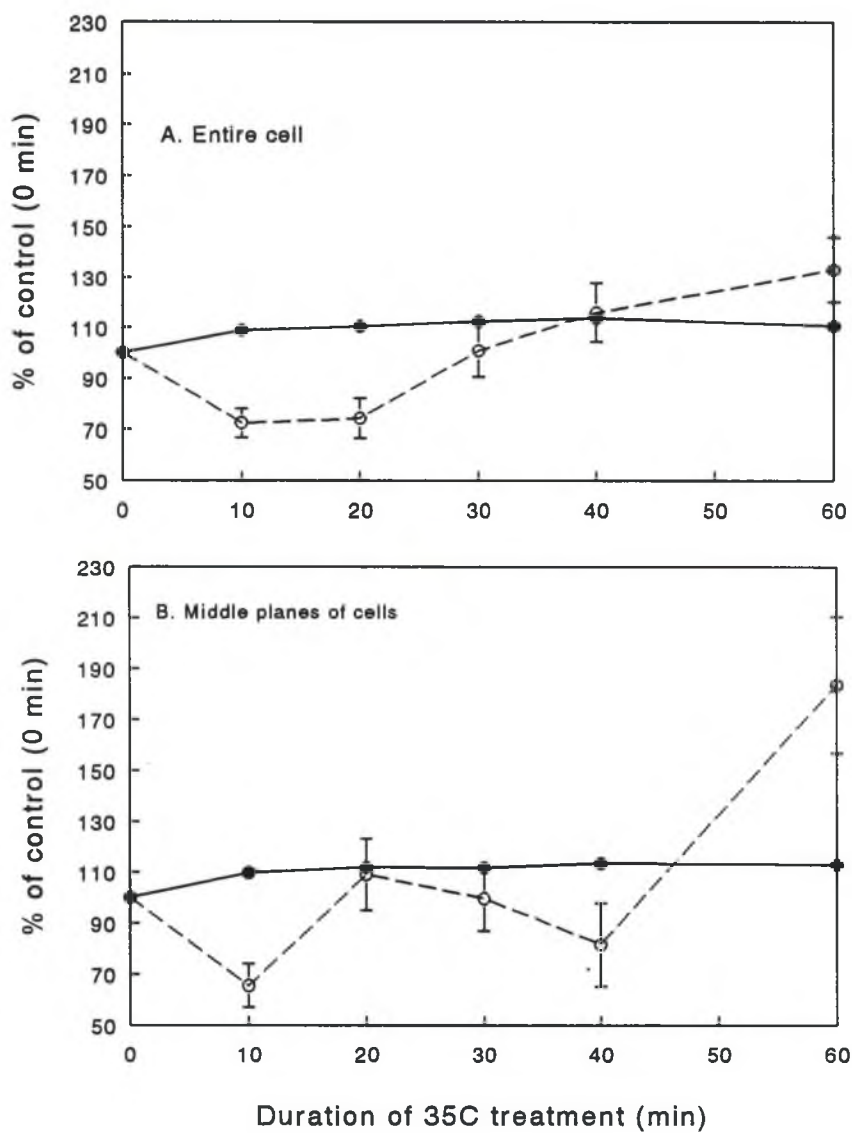 230
210
190
170
150
130
110
90
70
50
% of control (0 min)
A. Entire cell
0 10 20 30 40 50 60
230
210
190
170
150
130
110
90
70
50
% of control (0 min)
B. Middle planes of cells
0 10 20 30 40 50 60
Duration of 35C treatment (min)